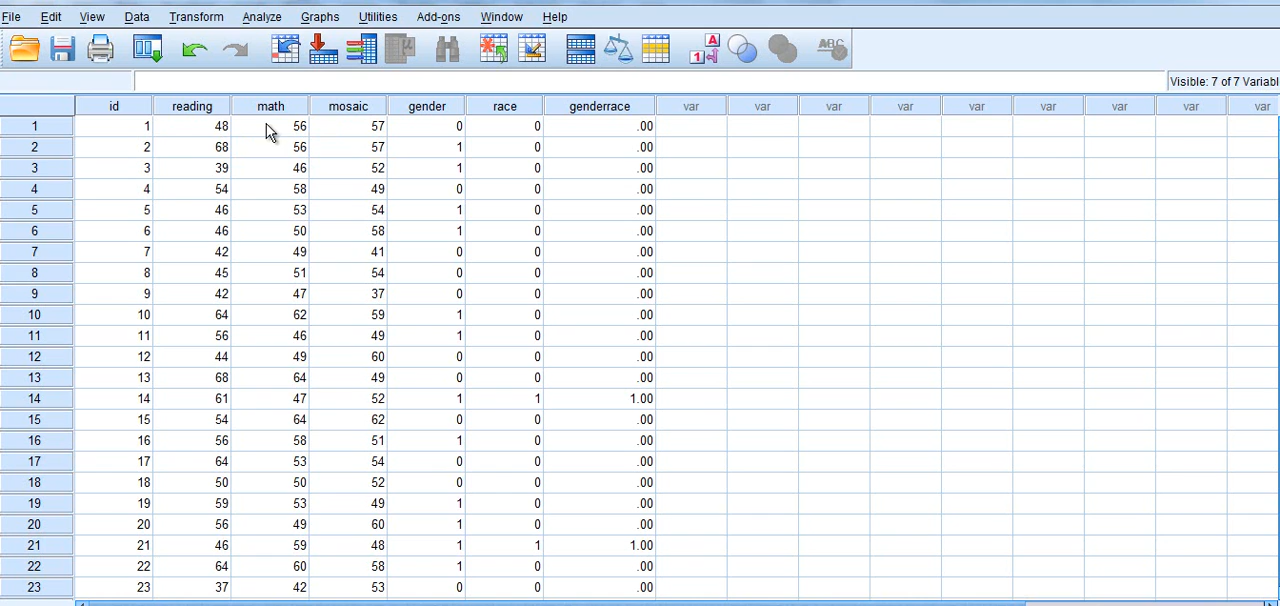 File Edit View Data Transform Analyze Graphs Utilities Add-ons Window Help
A 1 ABC
Visible: 7 of 7 Variabl
id reading math mosaic gender race genderrace var var var var var var var var var
1 1 48 56 57 0 0 .00
2 2 68 56 57 1 0 .00
3 3 39 46 52 1 0 .00
4 4 54 58 49 0 0 .00
5 5 46 53 54 1 0 .00
6 6 46 50 58 1 0 .00
7 7 42 49 41 0 0 .00
8 8 45 51 54 0 0 .00
9 9 42 47 37 0 0 .00
10 10 64 62 59 1 0 .00
11 11 56 46 49 1 0 .00
12 12 44 49 60 0 0 .00
13 13 68 64 49 0 0 .00
14 14 61 47 52 1 1 1.00
15 15 54 64 62 0 0 .00
16 16 56 58 51 1 0 .00
17 17 64 53 54 0 0 .00
18 18 50 50 52 0 0 .00
19 19 59 53 49 1 0 .00
20 20 56 49 60 1 0 .00
21 21 46 59 48 1 1 1.00
22 22 64 60 58 1 0 .00
23 23 37 42 53 0 0 .00